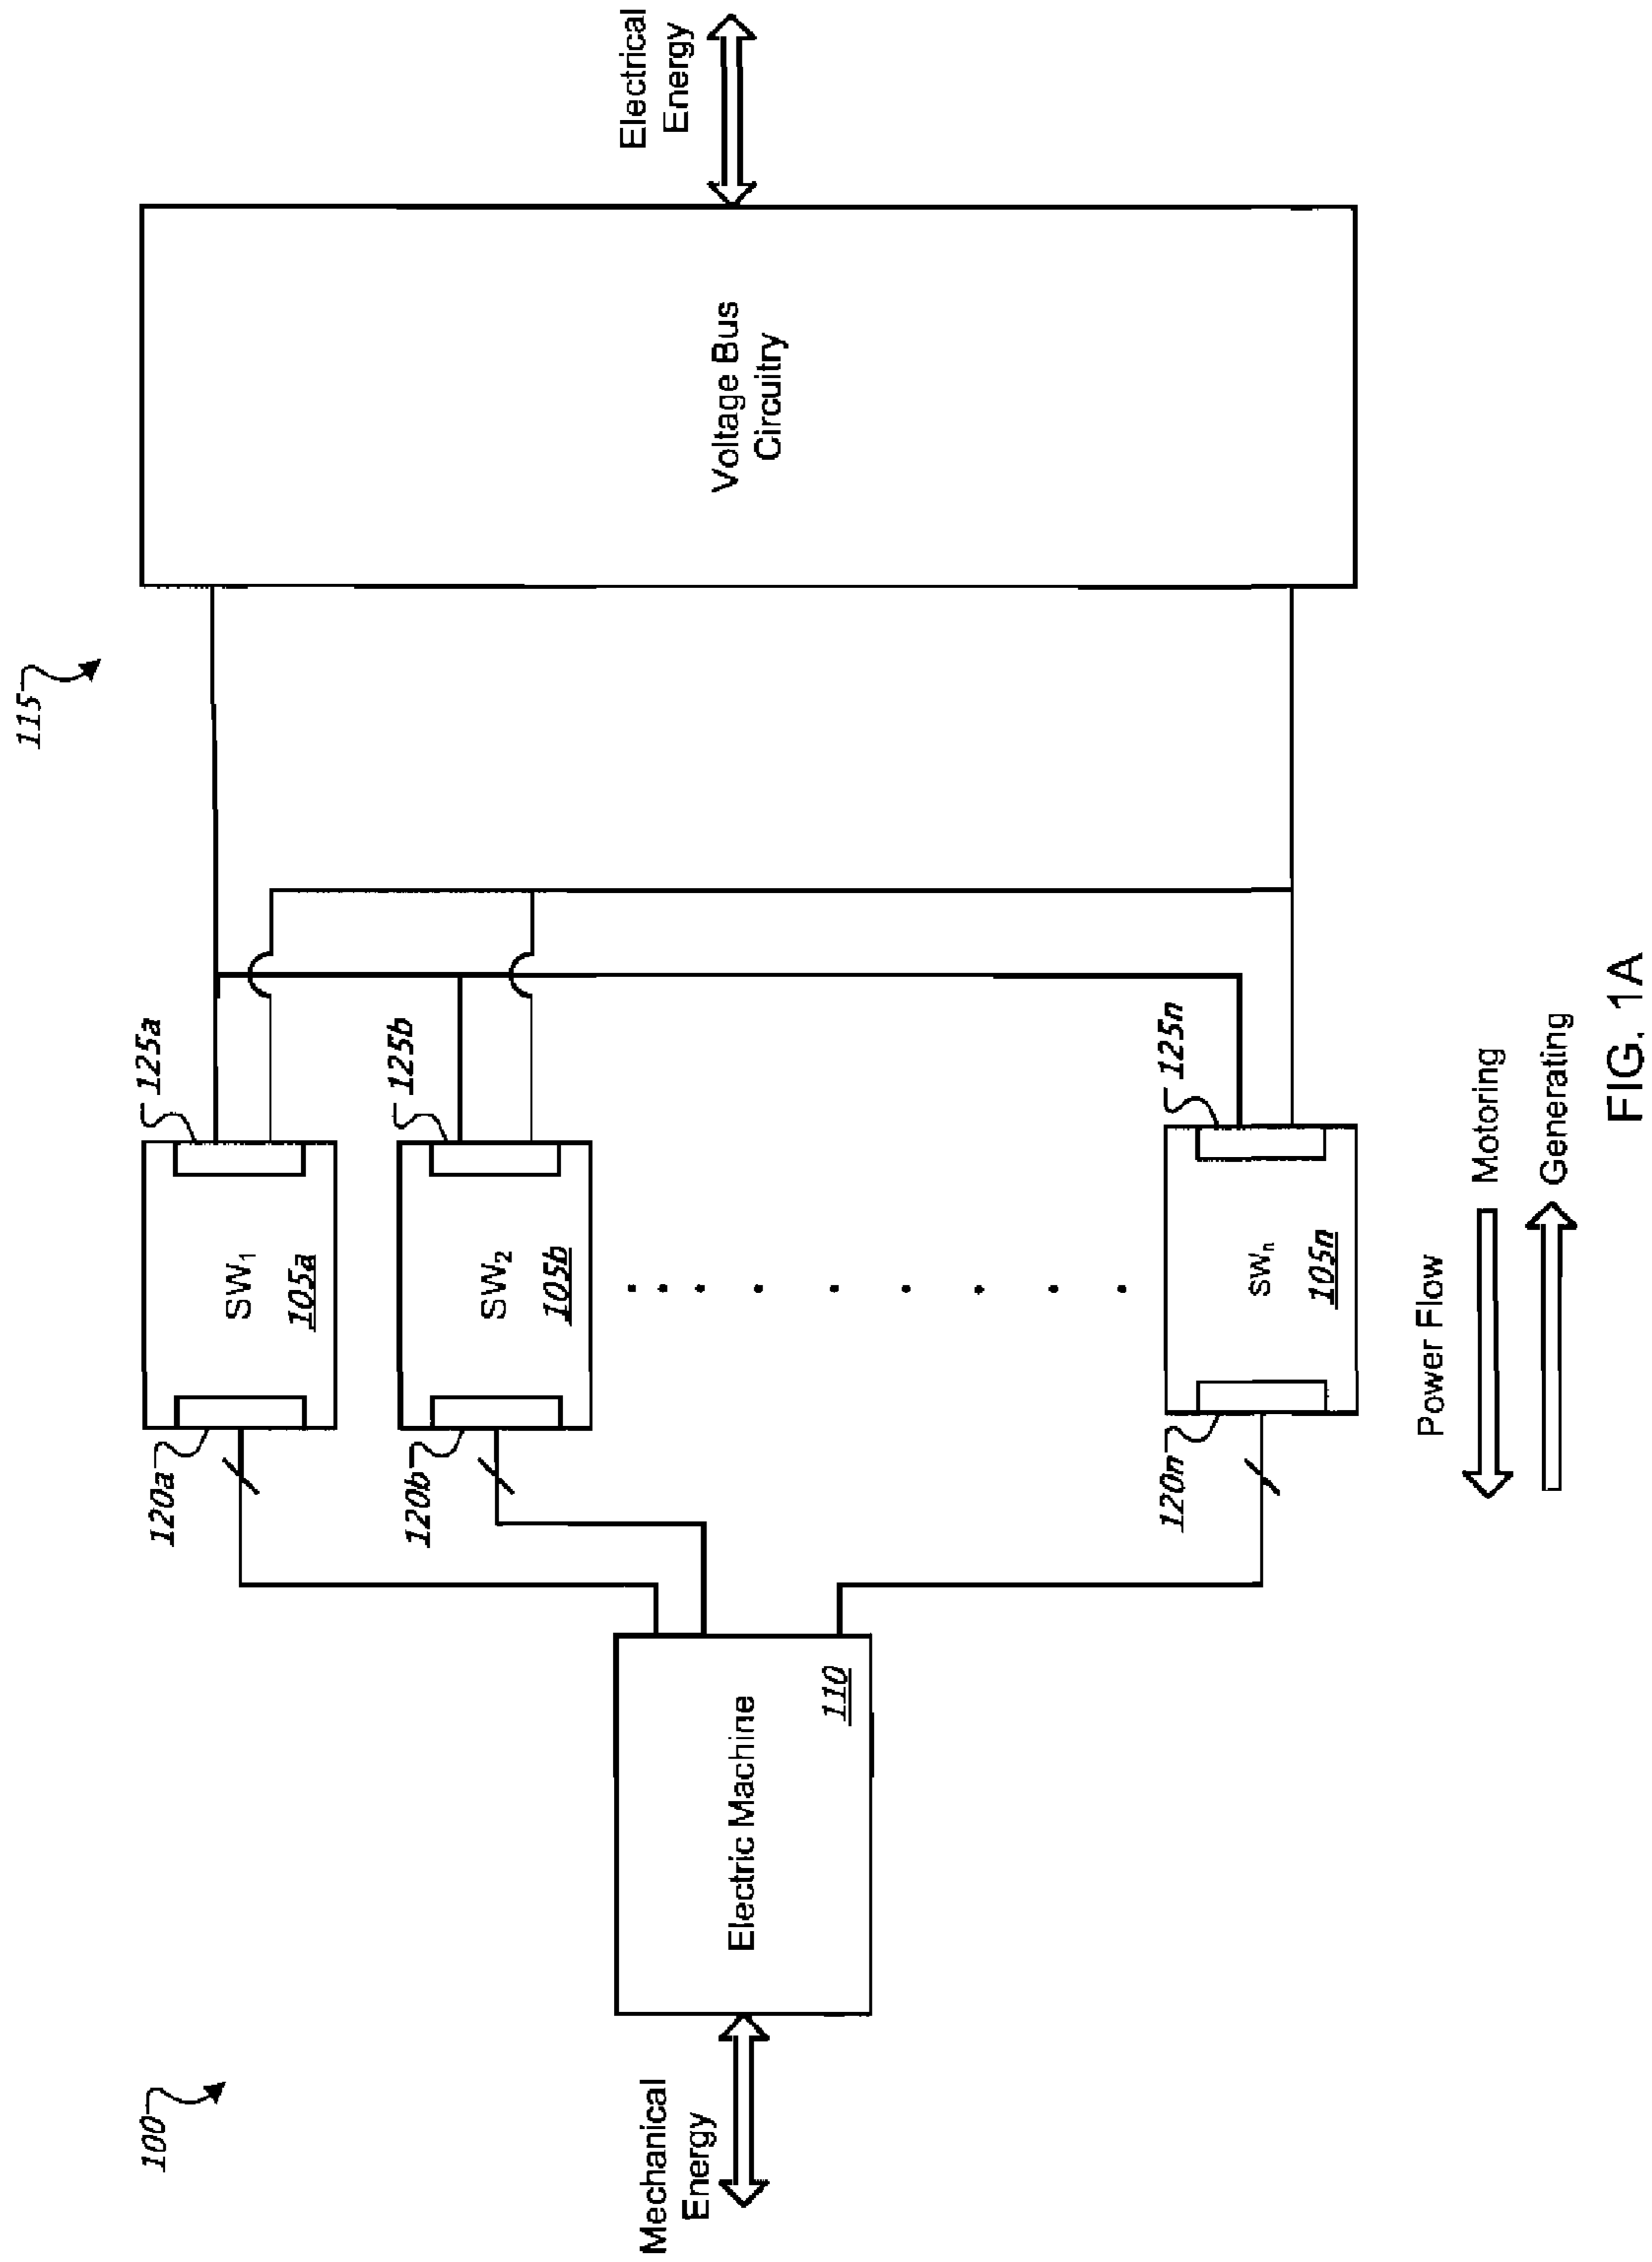 100
115
Mechanical
Energy
Electric Machine
110
120a
SW1
105a
125a
120b
SW2
105b
125b
120n
SWn
105n
125n
Voltage Bus
Circuitry
Electrical
Energy
Power Flow
Motoring
Generating
FIG. 1A